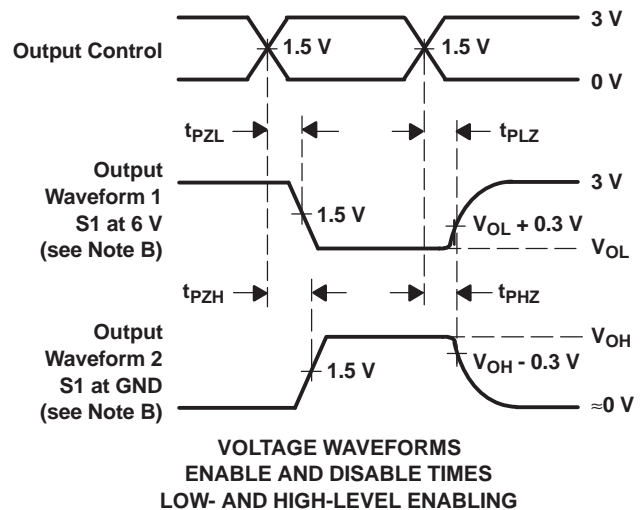 3 V
Output Control
1.5 V
1.5 V
0 V
tPZL
tPLZ
Output
Waveform 1
S1 at 6 V
(see Note B)
3 V
1.5 V
VOL + 0.3 V
VOL
tPZH
tPHZ
Output
Waveform 2
S1 at GND
(see Note B)
VOH
1.5 V
VOH - 0.3 V
≈0 V
VOLTAGE WAVEFORMS
ENABLE AND DISABLE TIMES
LOW- AND HIGH-LEVEL ENABLING